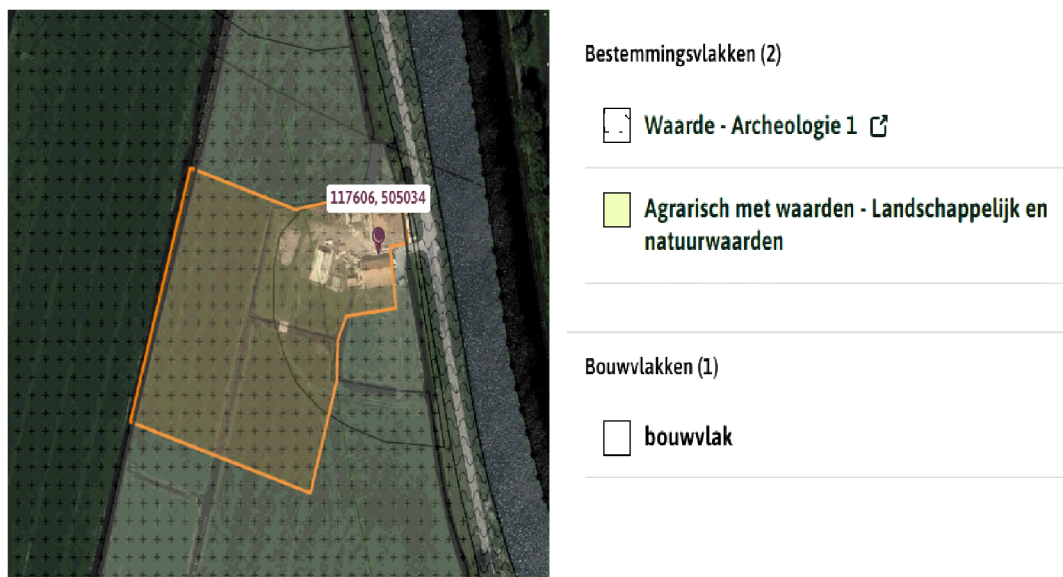 117606, 505034
Bestemmingsvlakken (2)
Waarde - Archeologie 1
Agrarisch met waarden - Landschappelijk en
natuurwaarden
Bouwvlakken (1)
bouwvlak